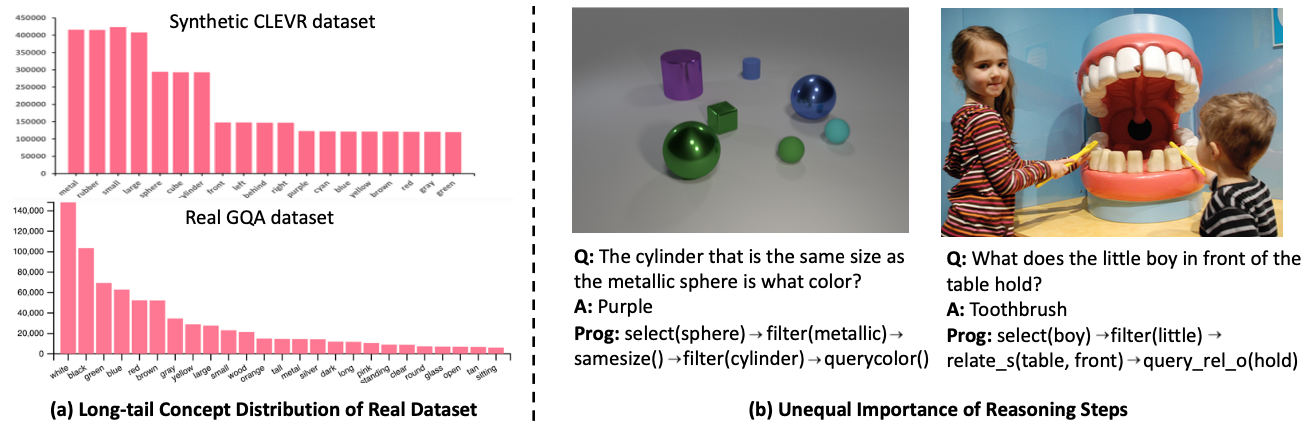 Synthetic CLEVR dataset
450000
400000
350000
300000
250000
200000
150000
100000
50000
0
metal
rubber
small
large
sphere
cube
cylinder
front
left
behind
right
purple
cyan
blue
yellow
brown
red
gray
green
Real GQA dataset
140,000
120,000
100,000
80,000
60,000
40,000
20,000
0
white
black
green
blue
red
brown
gray
yellow
large
small
wood
orange
tall
metal
silver
dark
long
pink
standing
clear
round
glass
open
tan
sitting
(a) Long-tail Concept Distribution of Real Dataset
Q: The cylinder that is the same size as
the metallic sphere is what color?
A: Purple
Prog: select(sphere)→filter(metallic)→
samesize()→filter(cylinder)→querycolor()
Q: What does the little boy in front of the
table hold?
A: Toothbrush
Prog: select(boy)→filter(little)→
relate_s(table, front)→query_rel_o(hold)
(b) Unequal Importance of Reasoning Steps